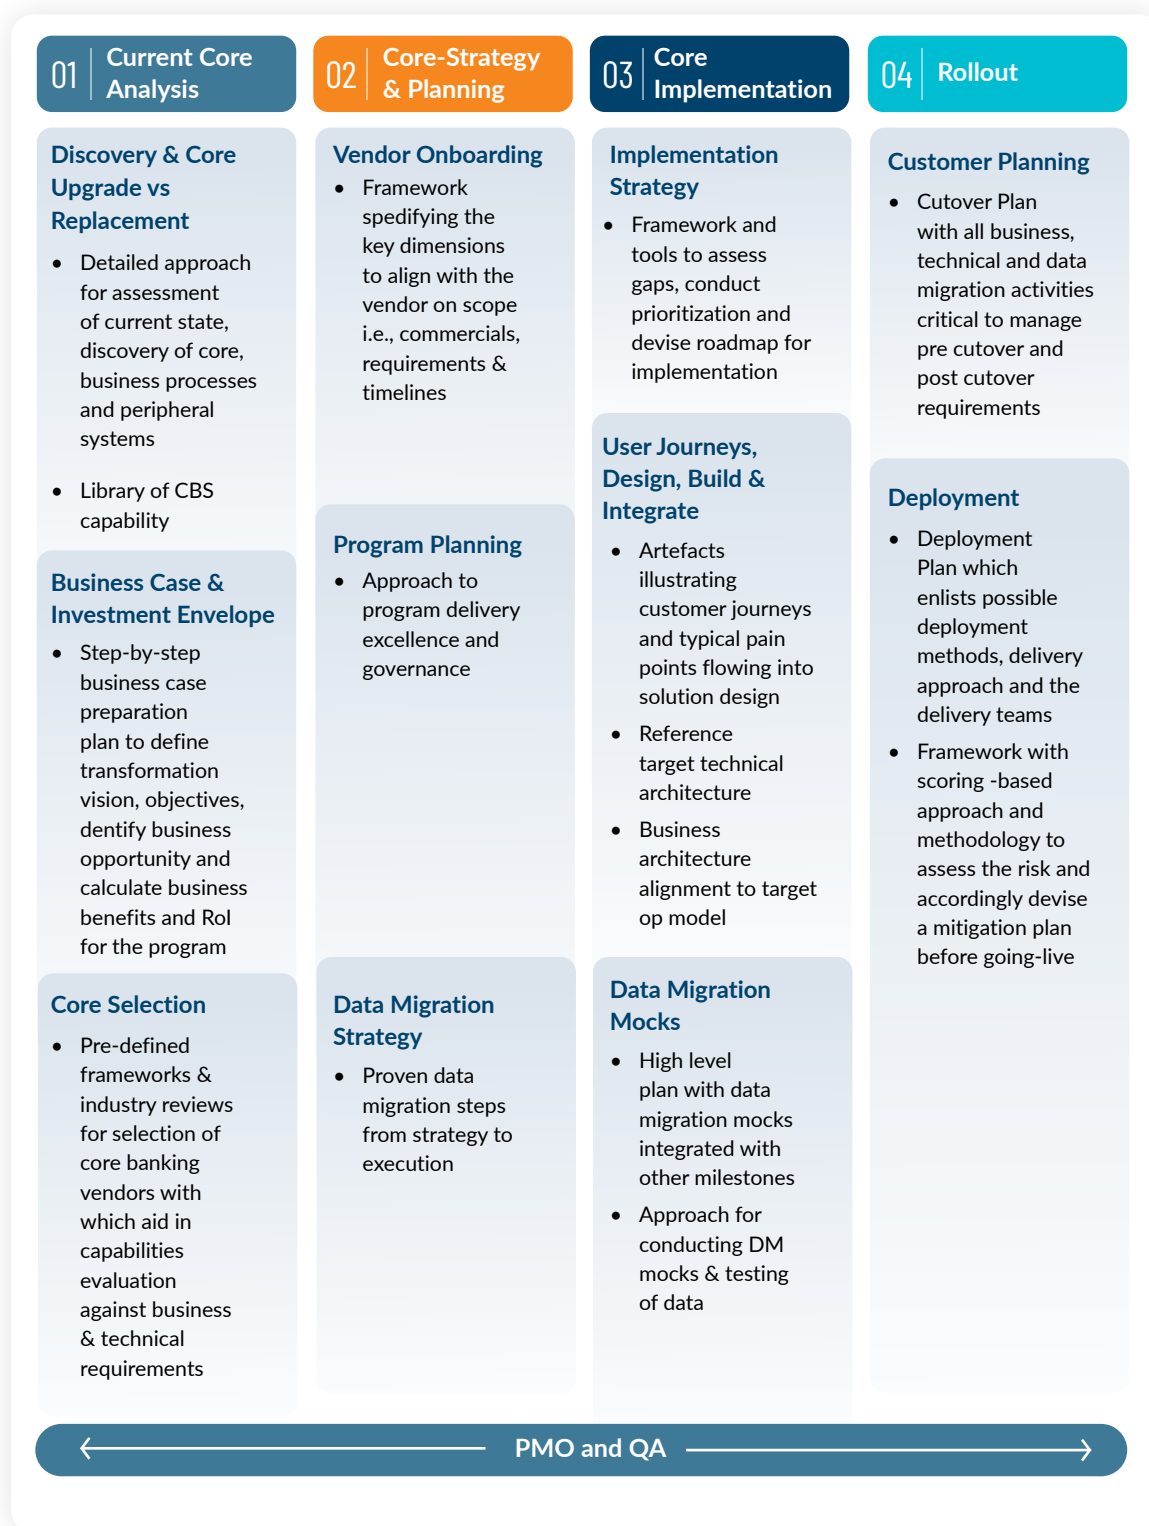 01
Current Core
Analysis
Discovery & Core
Upgrade vs
Replacement
• Detailed approach
for assessment
of current state,
discovery of core,
business processes
and peripheral
systems
• Library of CBS
capability
Business Case &
Investment Envelope
• Step-by-step
business case
preparation
plan to define
transformation
vision, objectives,
dentify business
opportunity and
calculate business
benefits and RoI
for the program
Core Selection
• Pre-defined
frameworks &
industry reviews
for selection of
core banking
vendors with
which aid in
capabilities
evaluation
against business
& technical
requirements
02
Core-Strategy
& Planning
Vendor Onboarding
• Framework
spedifying the
key dimensions
to align with the
vendor on scope
i.e., commercials,
requirements &
timelines
Program Planning
• Approach to
program delivery
excellence and
governance
Data Migration
Strategy
• Proven data
migration steps
from strategy to
execution
03
Core
Implementation
Implementation
Strategy
• Framework and
tools to assess
gaps, conduct
prioritization and
devise roadmap for
implementation
User Journeys,
Design, Build &
Integrate
• Artefacts
illustrating
customer journeys
and typical pain
points flowing into
solution design
• Reference
target technical
architecture
• Business
architecture
alignment to target
op model
Data Migration
Mocks
• High level
plan with data
migration mocks
integrated with
other milestones
• Approach for
conducting DM
mocks & testing
of data
04
Rollout
Customer Planning
• Cutover Plan
with all business,
technical and data
migration activities
critical to manage
pre cutover and
post cutover
requirements
Deployment
• Deployment
Plan which
enlists possible
deployment
methods, delivery
approach and the
delivery teams
• Framework with
scoring -based
approach and
methodology to
assess the risk and
accordingly devise
a mitigation plan
before going-live
PMO and QA